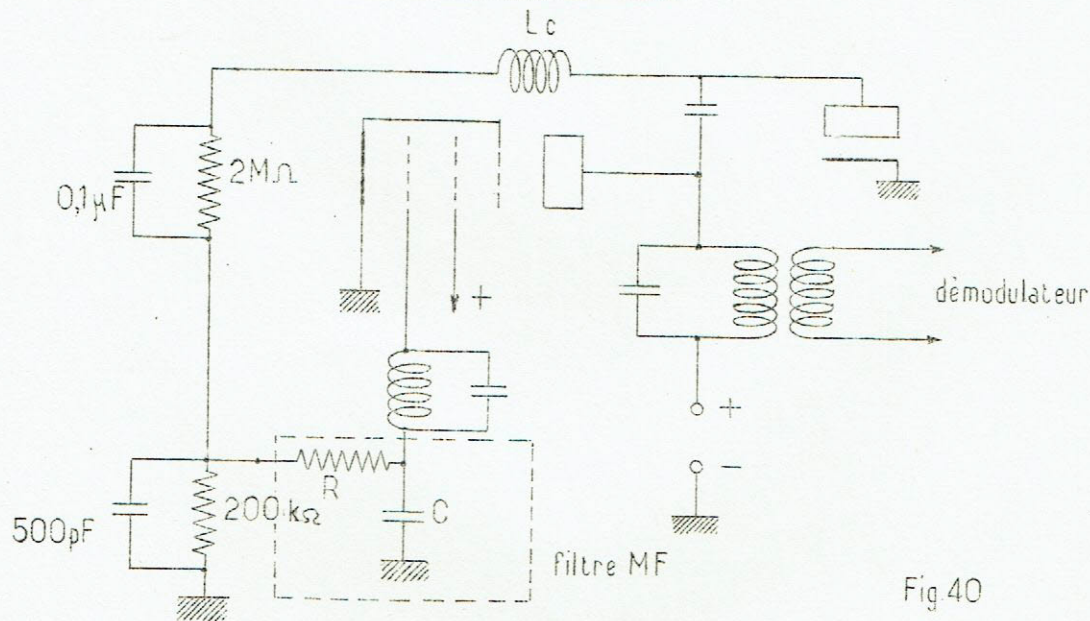 Lc
2MΩ
0,1µF
+
démodulateur
+
-
R
200kΩ
C
500pF
filtre MF
Fig.40